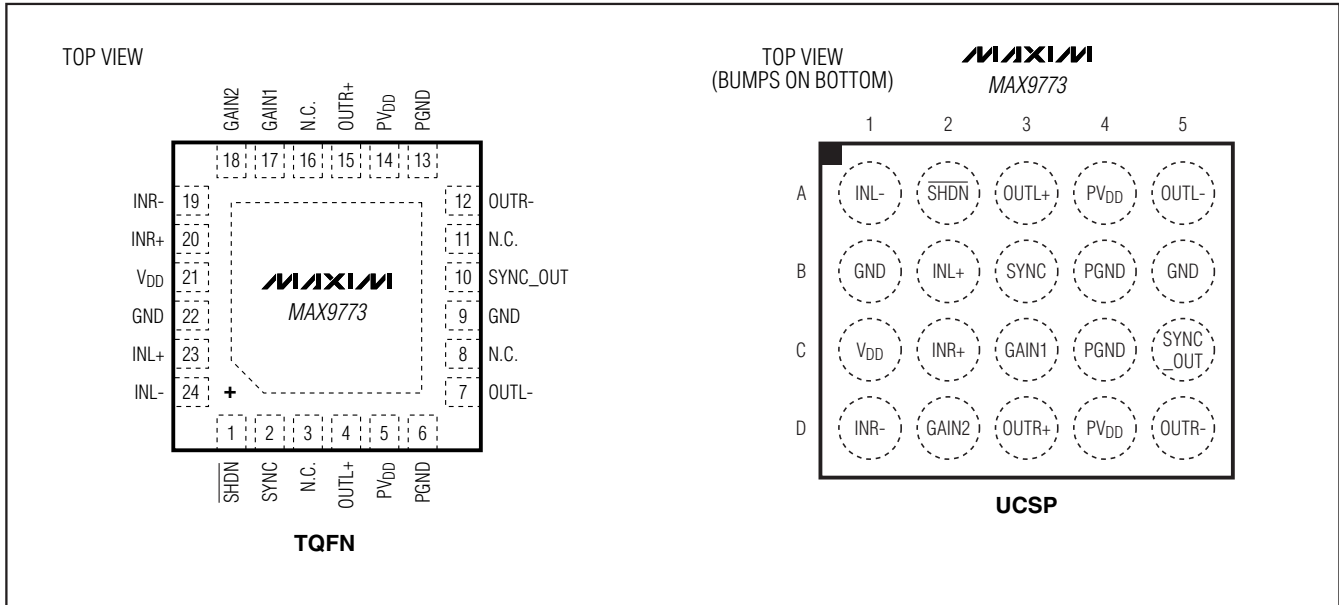 TOP VIEW
GAIN2 GAIN1 N.C. OUTR+ PVDD PGND
18 17 16 15 14 13
INR- 19
INR+ 20
VDD 21
GND 22
INL+ 23
INL- 24
12 OUTR-
11 N.C.
10 SYNC_OUT
9 GND
8 N.C.
7 OUTL-
MAXIM
MAX9773
+
1 2 3 4 5 6
SHDN SYNC N.C. OUTL+ PVDD PGND
TQFN
TOP VIEW
(BUMPS ON BOTTOM)
MAXIM
MAX9773
1 2 3 4 5
A INL- SHDN OUTL+ PVDD OUTL-
B GND INL+ SYNC PGND GND
C VDD INR+ GAIN1 PGND SYNC
_OUT
D INR- GAIN2 OUTR+ PVDD OUTR-
UCSP